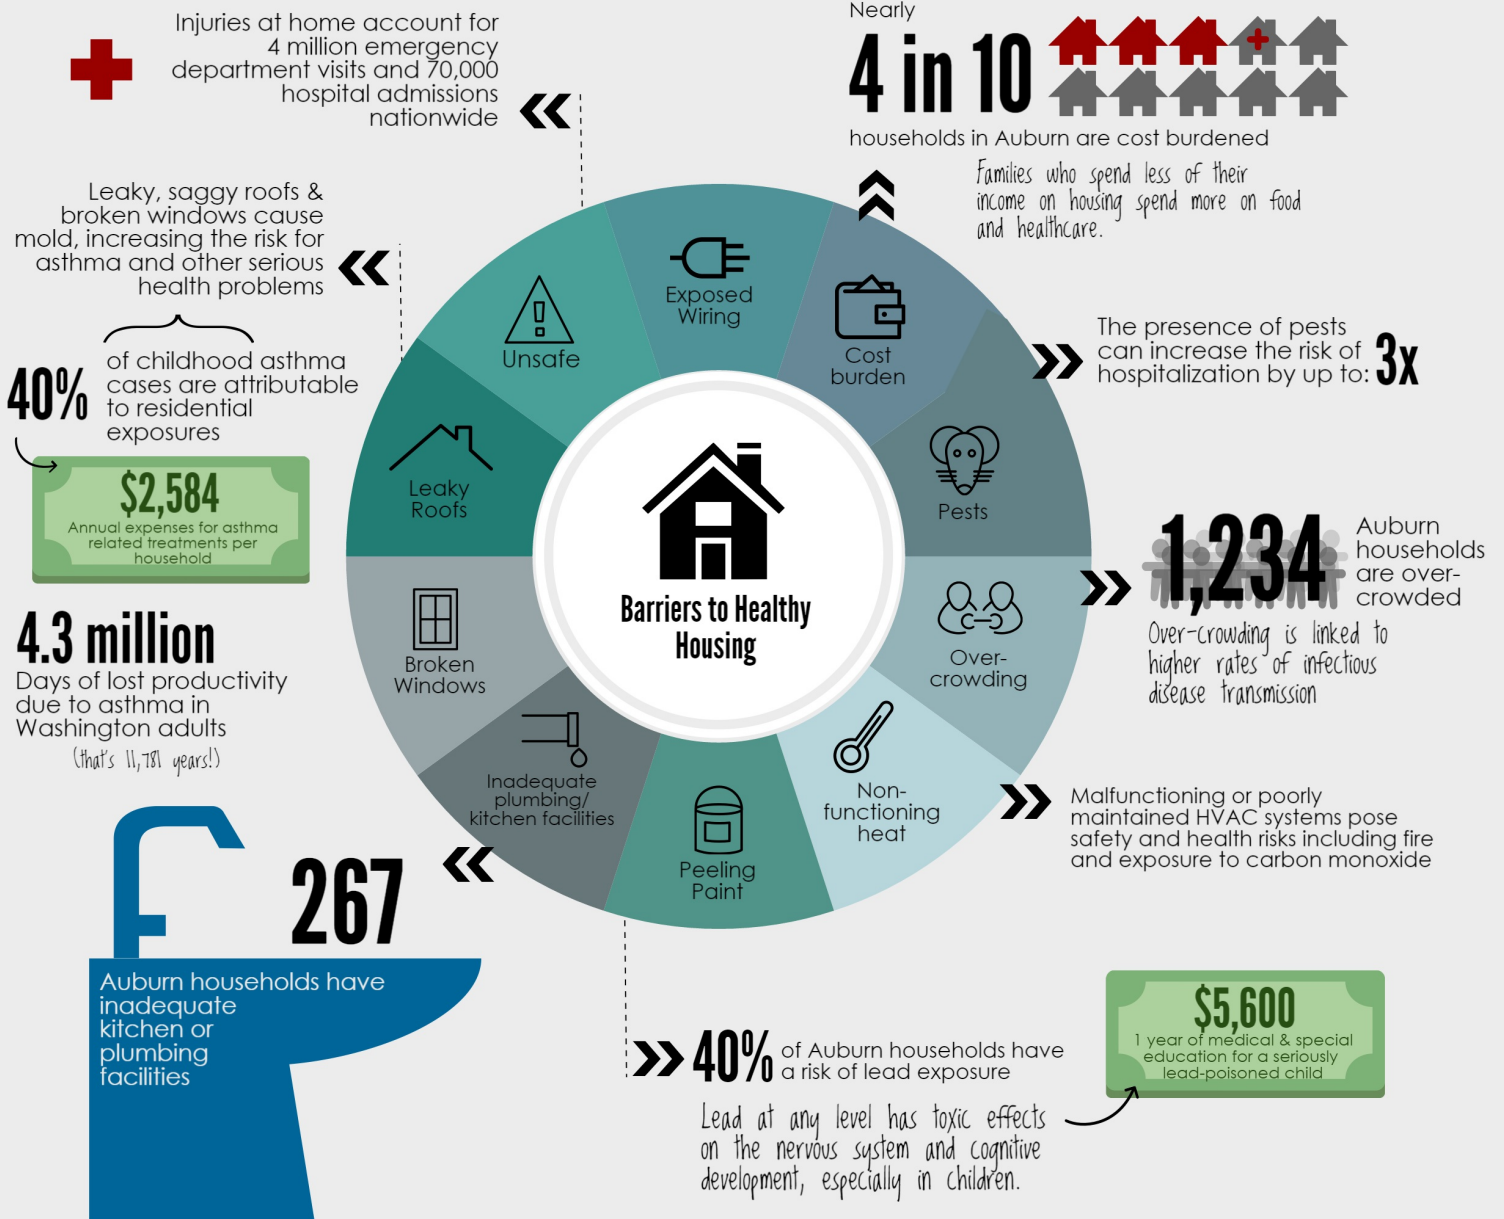 Injuries at home account for
4 million emergency
department visits and 70,000
hospital admissions
nationwide
Nearly
4 in 10
households in Auburn are cost burdened
Families who spend less of their
income on housing spend more on food
and healthcare.
Leaky, saggy roofs &
broken windows cause
mold, increasing the risk for
asthma and other serious
health problems
40%
of childhood asthma
cases are attributable
to residential
exposures
$2,584
Annual expenses for asthma
related treatments per
household
4.3 million
Days of lost productivity
due to asthma in
Washington adults
(that's 11,781 years!)
Exposed
Wiring
Unsafe
Cost
burden
Leaky
Roofs
Pests
Barriers to Healthy
Housing
Broken
Windows
Over-
crowding
Inadequate
plumbing/
kitchen facilities
Non-
functioning
heat
Peeling
Paint
The presence of pests
can increase the risk of
hospitalization by up to: 3x
1,234
Auburn
households
are over-
crowded
Over-crowding is linked to
higher rates of infectious
disease transmission
Malfunctioning or poorly
maintained HVAC systems pose
safety and health risks including fire
and exposure to carbon monoxide
267
Auburn households have
inadequate
kitchen or
plumbing
facilities
40%
of Auburn households have
a risk of lead exposure
Lead at any level has toxic effects
on the nervous system and cognitive
development, especially in children.
$5,600
1 year of medical & special
education for a seriously
lead-poisoned child